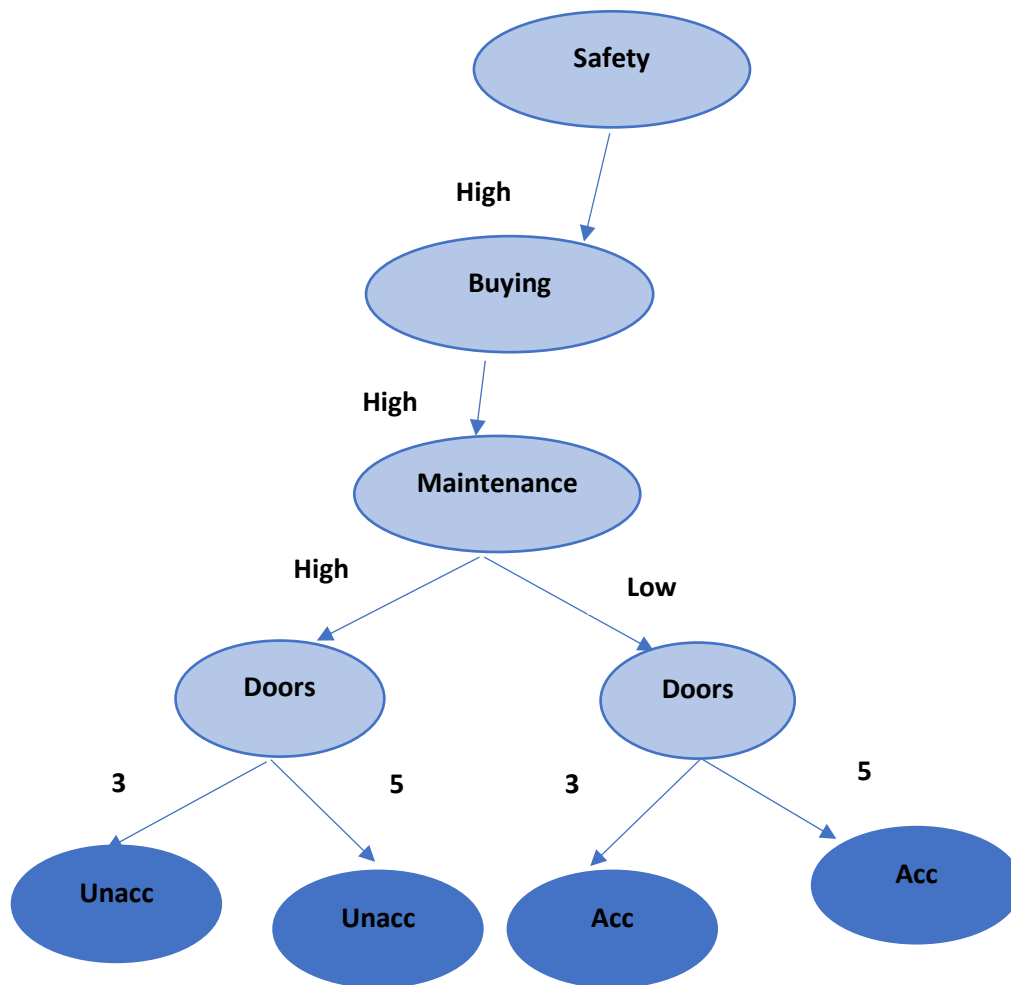 Safety
High
Buying
High
Maintenance
High
Low
Doors
Doors
3
5
3
5
Unacc
Unacc
Acc
Acc